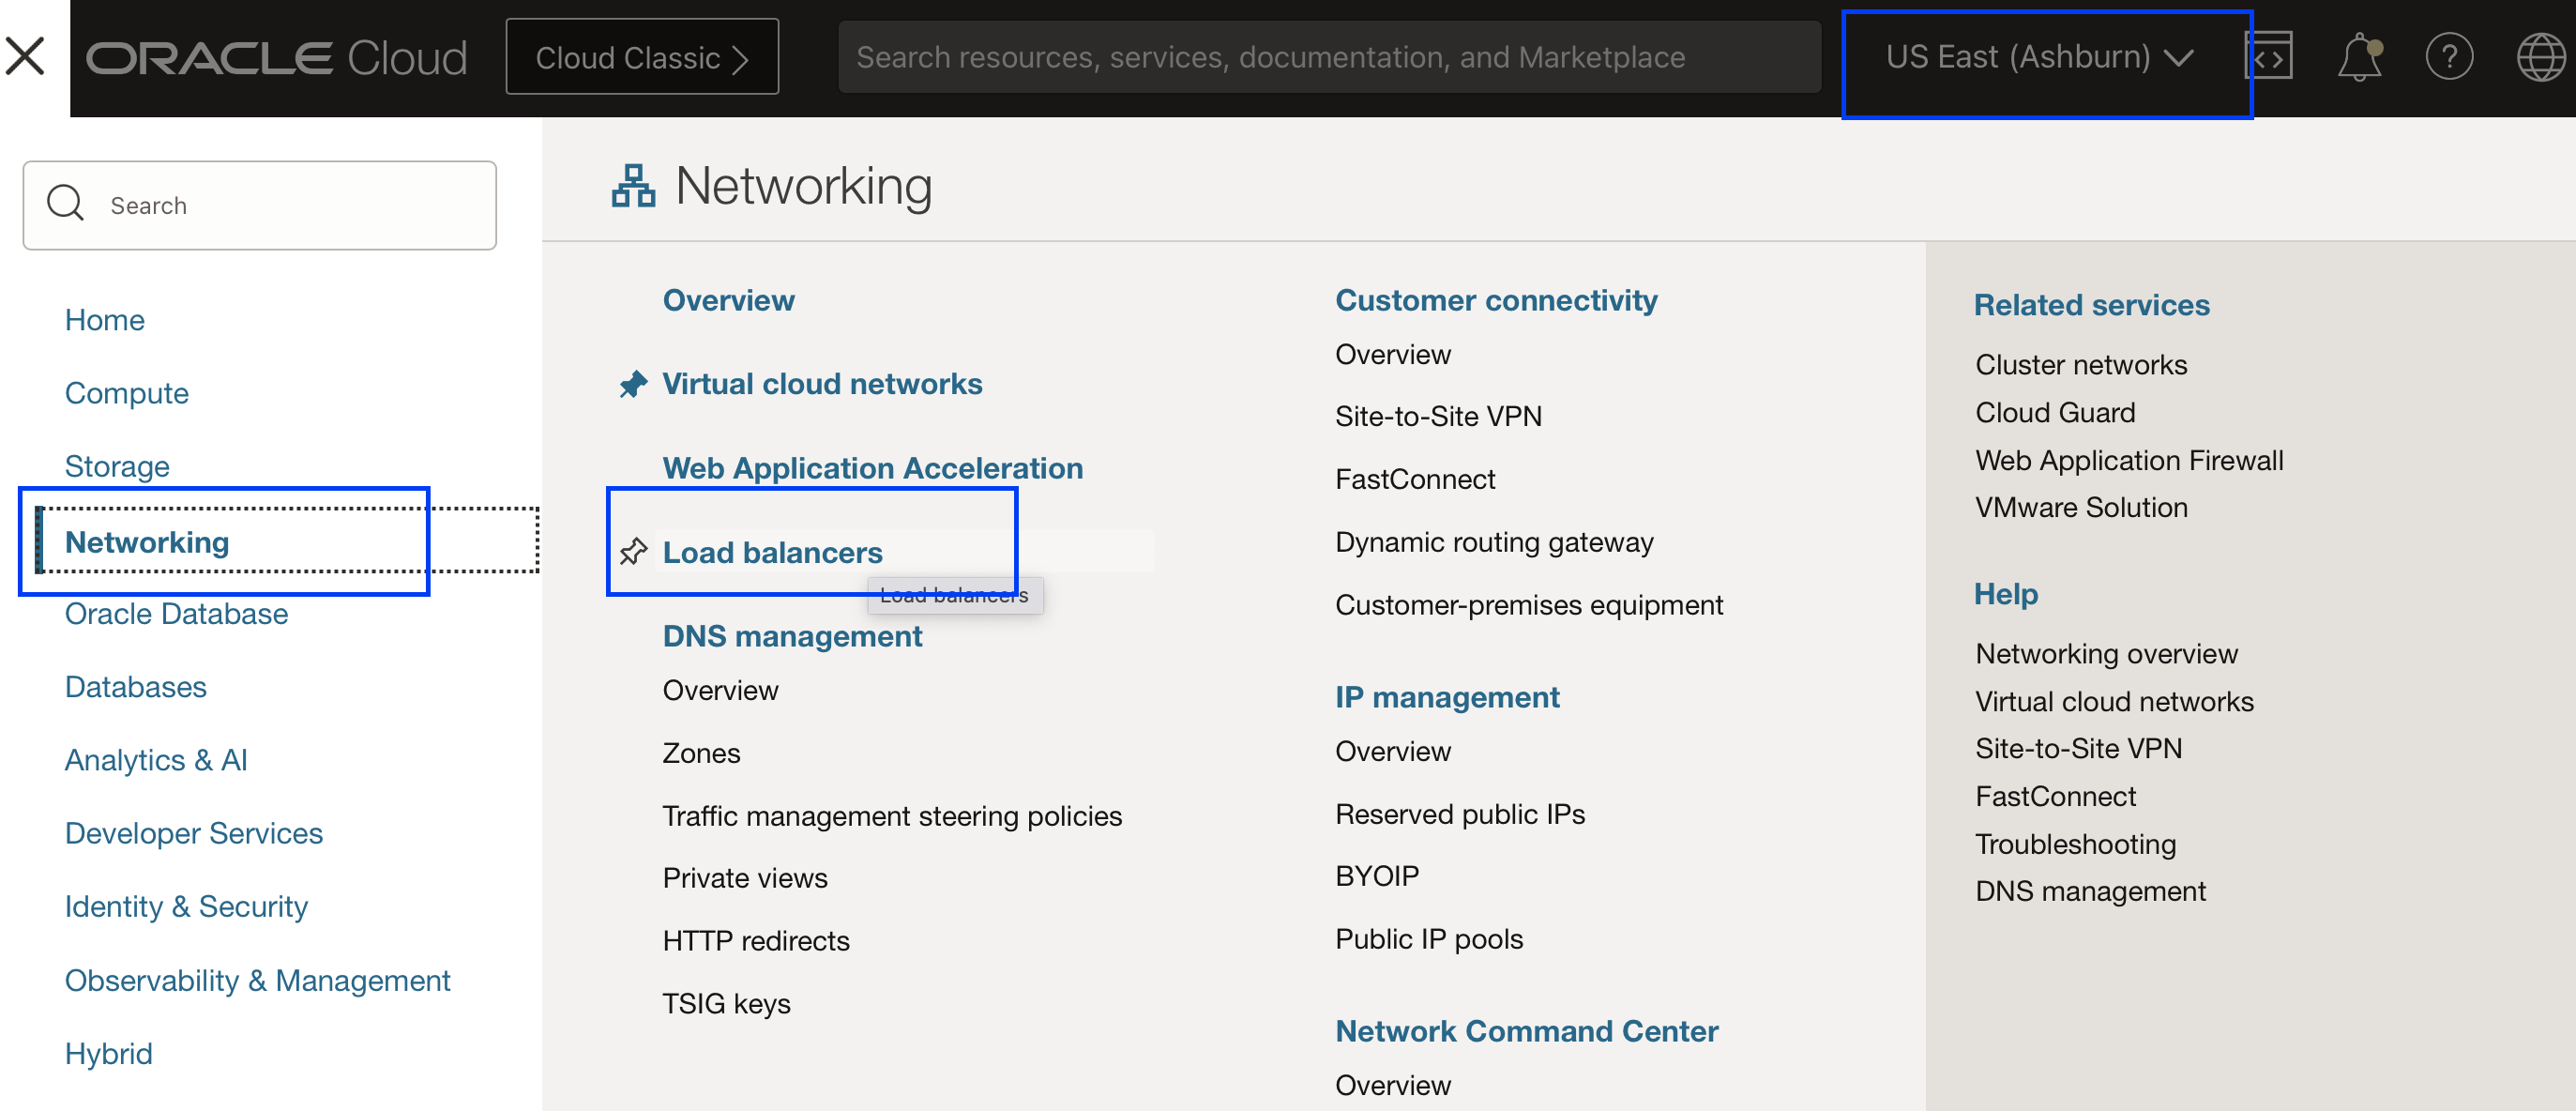 ORACLE Cloud
Cloud Classic
Search resources, services, documentation, and Marketplace
US East (Ashburn)
Search
Home
Compute
Storage
Networking
Oracle Database
Databases
Analytics & AI
Developer Services
Identity & Security
Observability & Management
Hybrid
Networking
Overview
Virtual cloud networks
Web Application Acceleration
Load balancers
Load balancers
DNS management
Overview
Zones
Traffic management steering policies
Private views
HTTP redirects
TSIG keys
Customer connectivity
Overview
Site-to-Site VPN
FastConnect
Dynamic routing gateway
Customer-premises equipment
IP management
Overview
Reserved public IPs
BYOIP
Public IP pools
Network Command Center
Overview
Related services
Cluster networks
Cloud Guard
Web Application Firewall
VMware Solution
Help
Networking overview
Virtual cloud networks
Site-to-Site VPN
FastConnect
Troubleshooting
DNS management